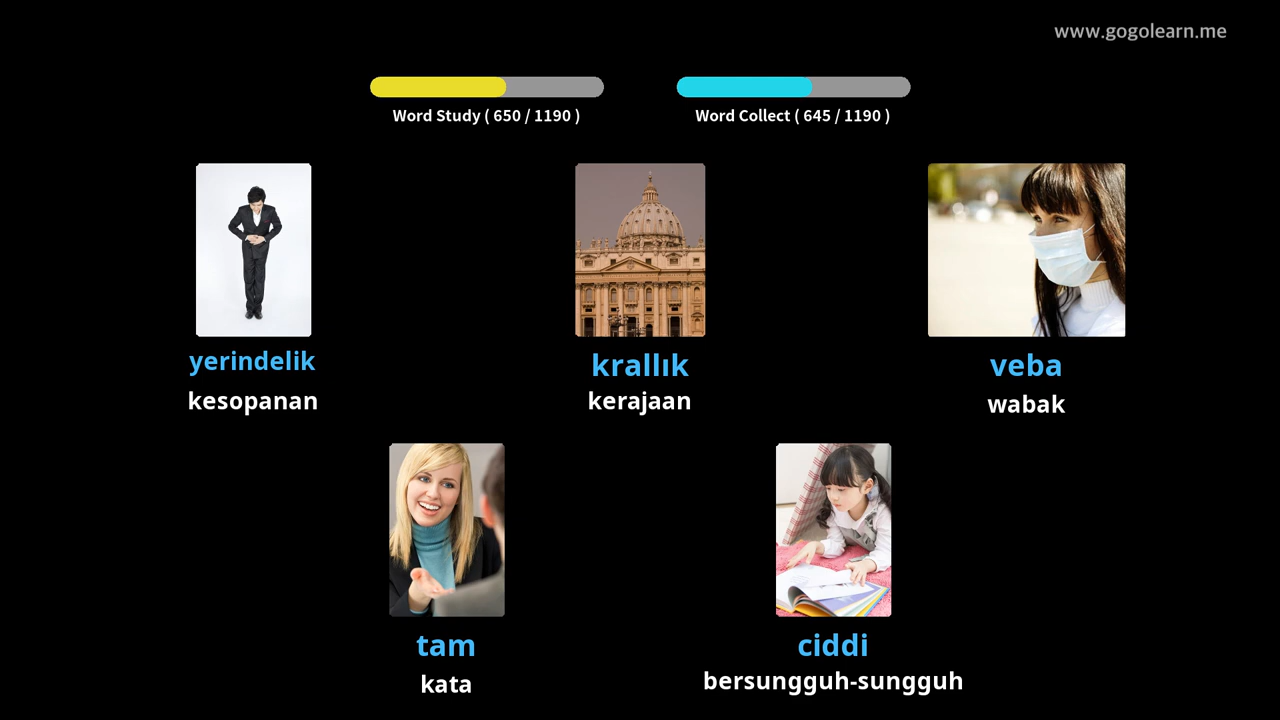 www.gogolearn.me
Word Study ( 650 / 1190 )
Word Collect ( 645 / 1190 )
yerindelik
kesopanan
krallık
kerajaan
veba
wabak
tam
kata
ciddi
bersungguh-sungguh